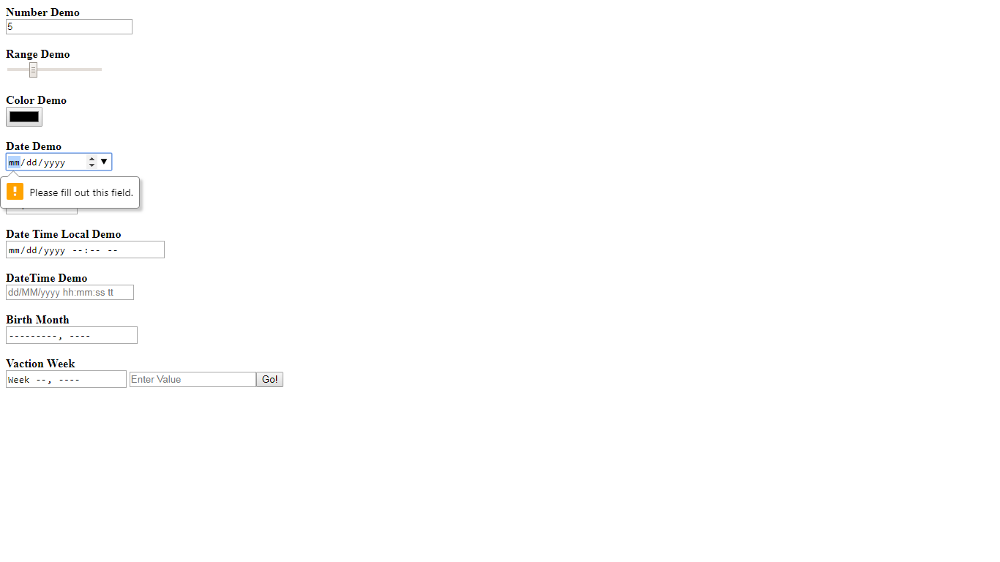 Number Demo
5
Range Demo
Color Demo
Date Demo
mm/dd/yyyy
Please fill out this field.
Date Time Local Demo
mm/dd/yyyy --:-- --
DateTime Demo
dd/MM/yyyy hh:mm:ss tt
Birth Month
---------, ----
Vaction Week
Week --, ---- Enter Value Go!